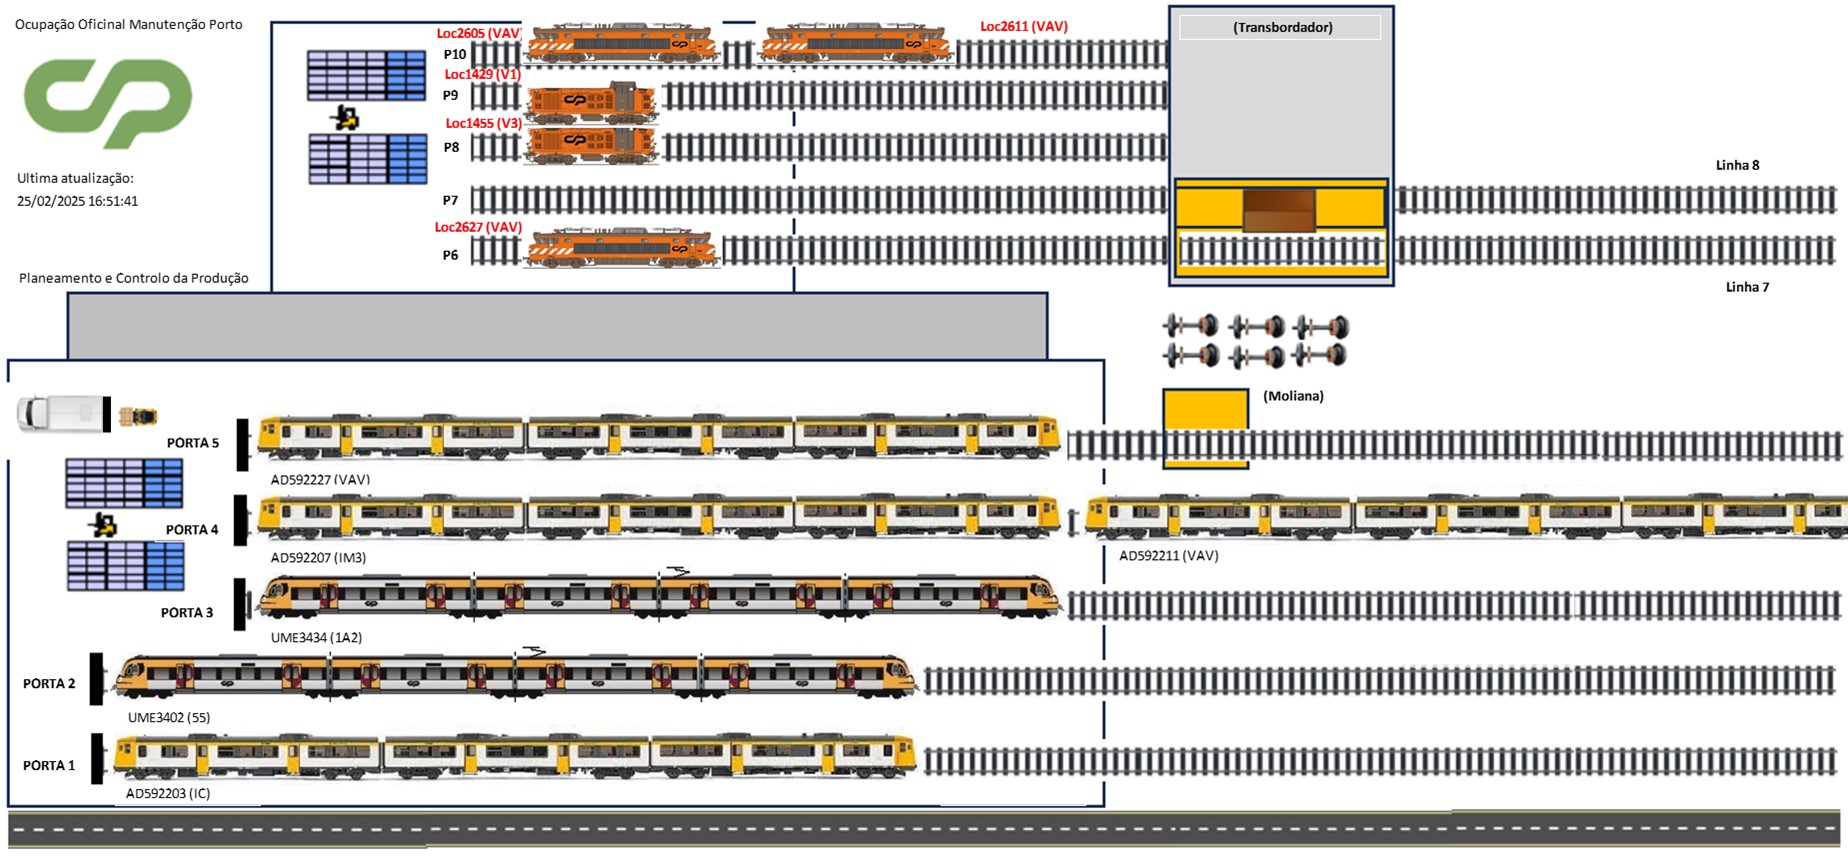 Ocupação Oficinal Manutenção Porto
CP
Ultima atualização:
25/02/2025 16:51:41
Planeamento e Controlo da Produção
Loc2605 (VAV)
Loc2611 (VAV)
P10
Loc1429 (V1)
P9
Loc1455 (V3)
P8
P7
Loc2627 (VAV)
P6
(Transbordador)
Linha 8
Linha 7
(Moliana)
PORTA 5
AD592227 (VAV)
PORTA 4
AD592207 (IM3)
AD592211 (VAV)
PORTA 3
UME3434 (1A2)
PORTA 2
UME3402 (55)
PORTA 1
AD592203 (IC)